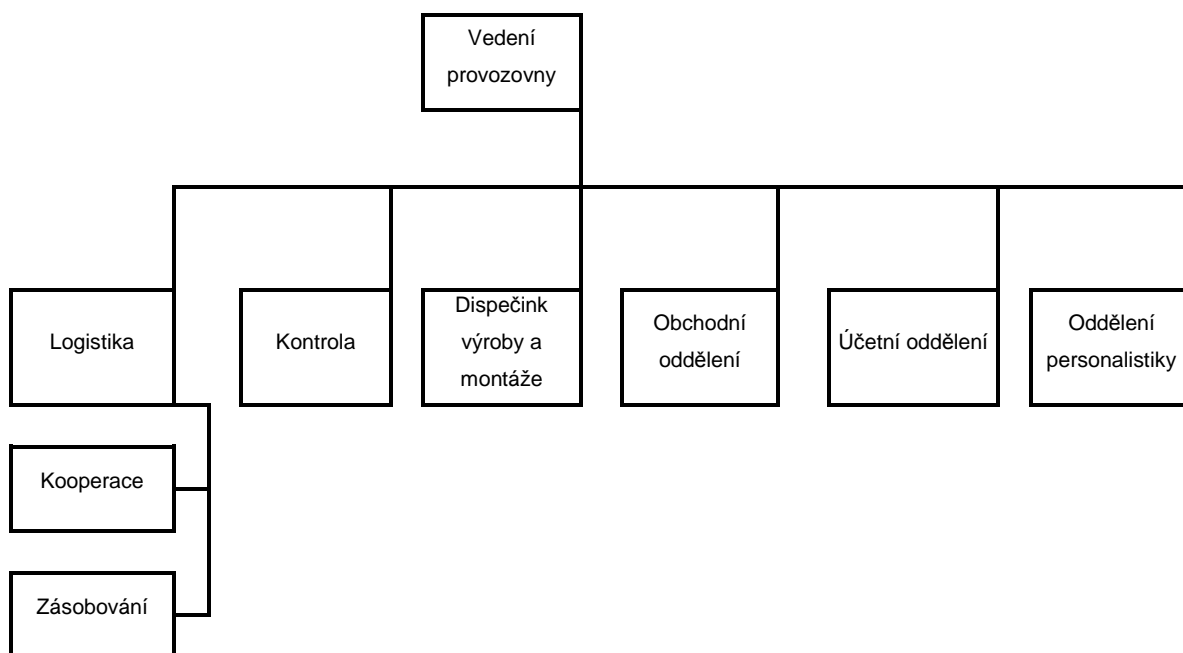 Vedení
provozovny
Logistika
Kontrola
Dispečink
výroby a
montáže
Obchodní
oddělení
Účetní oddělení
Oddělení
personalistiky
Kooperace
Zásobování